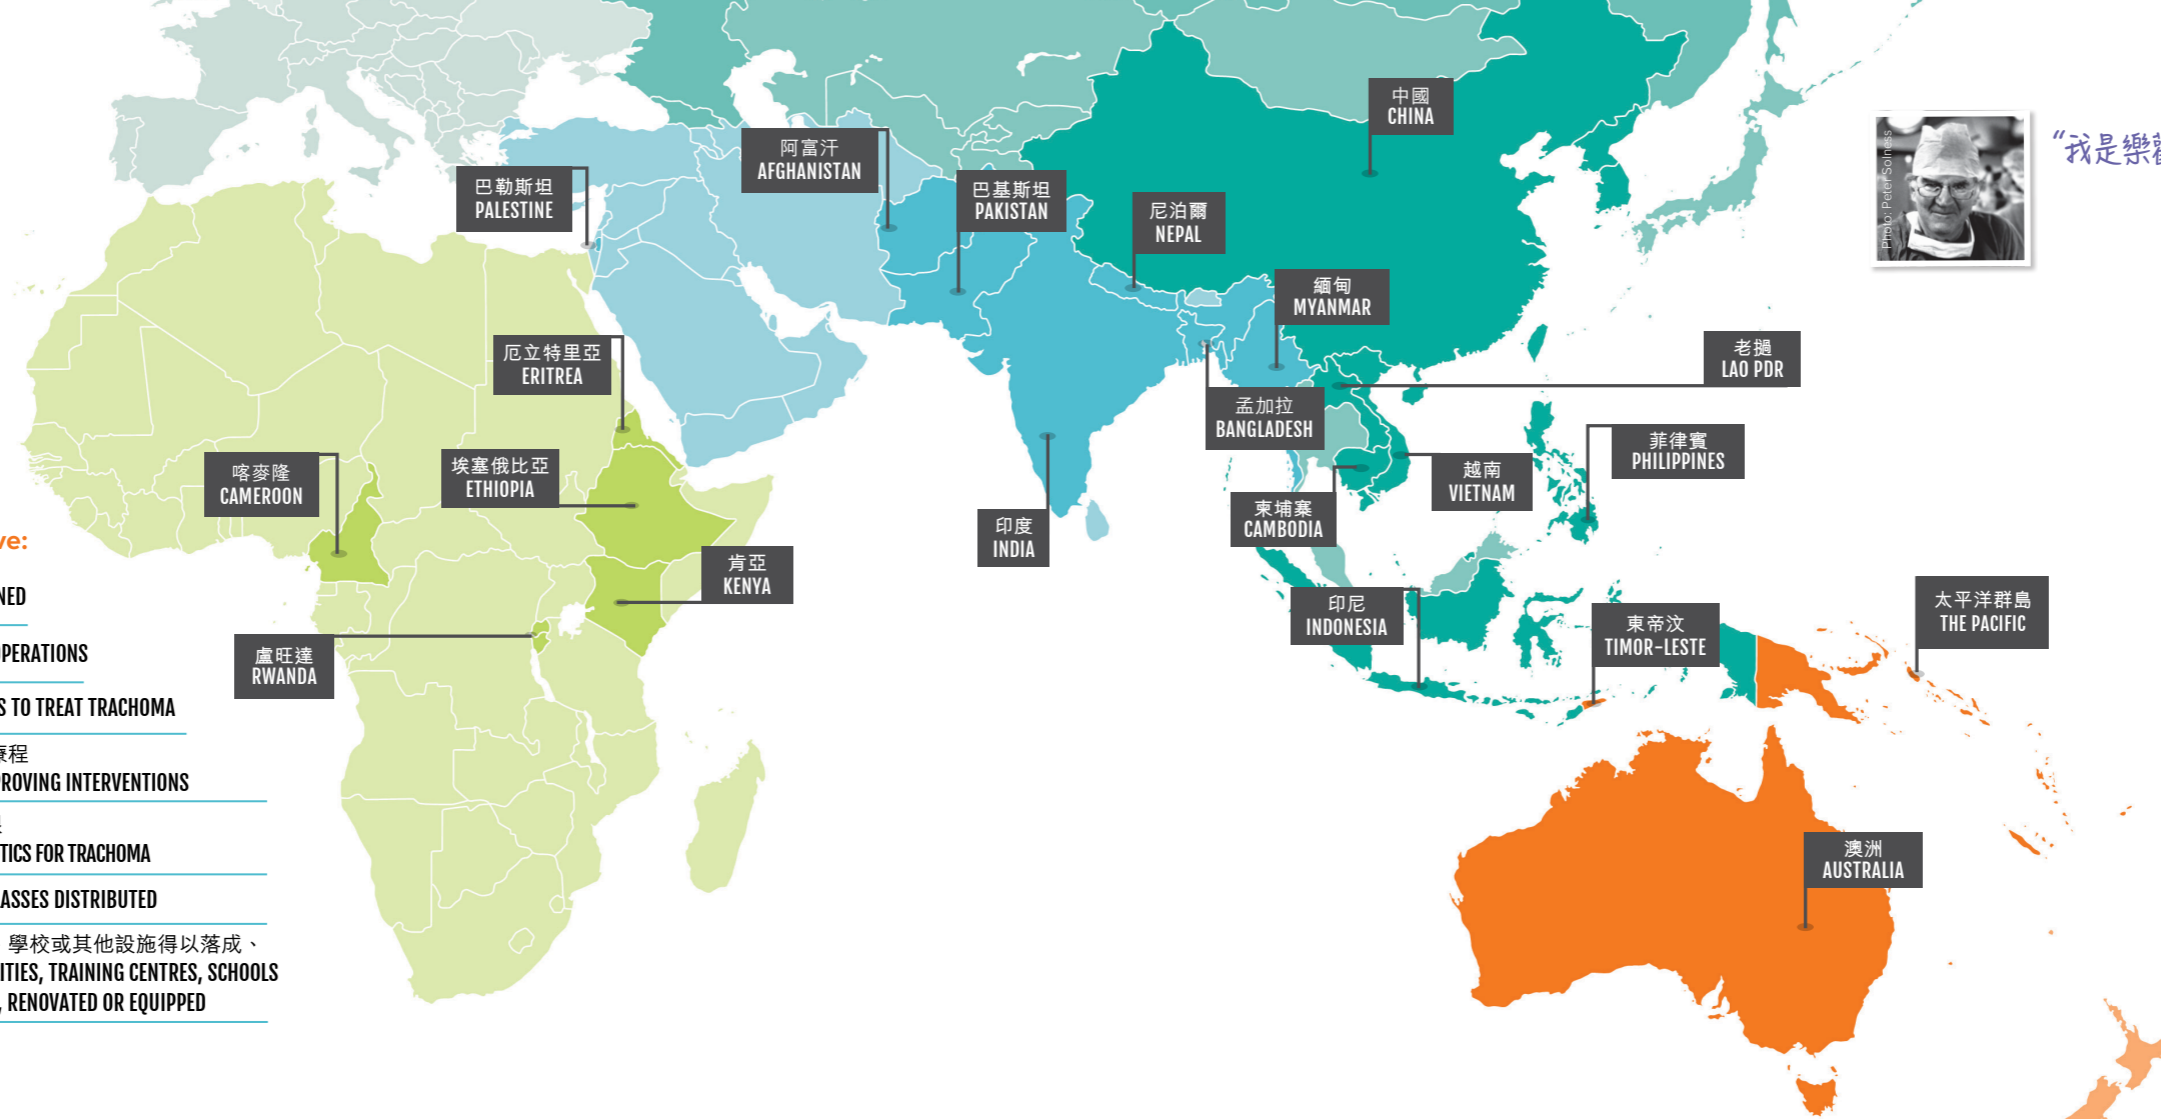 中國
CHINA
阿富汗
AFGHANISTAN
巴勒斯坦
PALESTINE
巴基斯坦
PAKISTAN
尼泊爾
NEPAL
緬甸
MYANMAR
Photo: Peter Solness
“我是樂
老撾
LAO PDR
厄立特里亞
ERITREA
孟加拉
BANGLADESH
菲律賓
PHILIPPINES
越南
VIETNAM
喀麥隆
CAMEROON
埃塞俄比亞
ETHIOPIA
柬埔寨
CAMBODIA
印度
INDIA
肯亞
KENYA
太平洋群島
THE PACIFIC
印尼
INDONESIA
東帝汶
TIMOR-LESTE
盧旺達
RWANDA
澳洲
AUSTRALIA
ve:
NED
OPERATIONS
S TO TREAT TRACHOMA
程
ROVING INTERVENTIONS
TICS FOR TRACHOMA
ASSES DISTRIBUTED
學校或其他設施得以落成、
ITIES, TRAINING CENTRES, SCHOOLS
, RENOVATED OR EQUIPPED